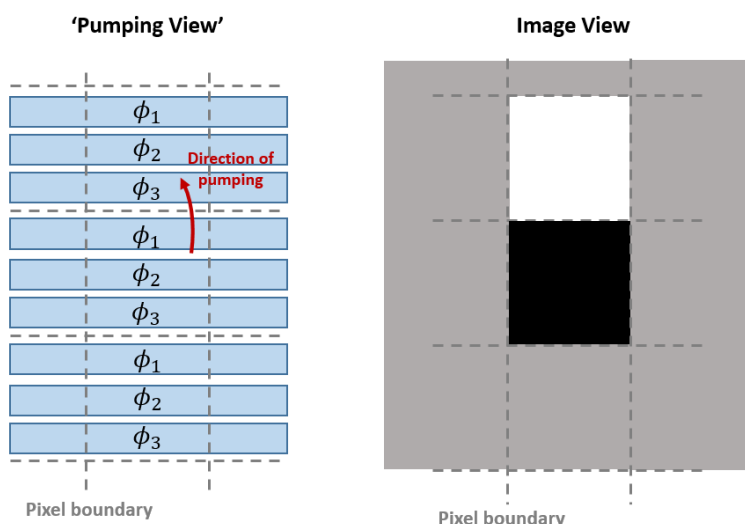 'Pumping View'
ϕ₁
ϕ₂
Direction of
pumping
ϕ₃
ϕ₁
ϕ₂
ϕ₃
ϕ₁
ϕ₂
ϕ₃
Pixel boundary
Image View
Pixel boundary